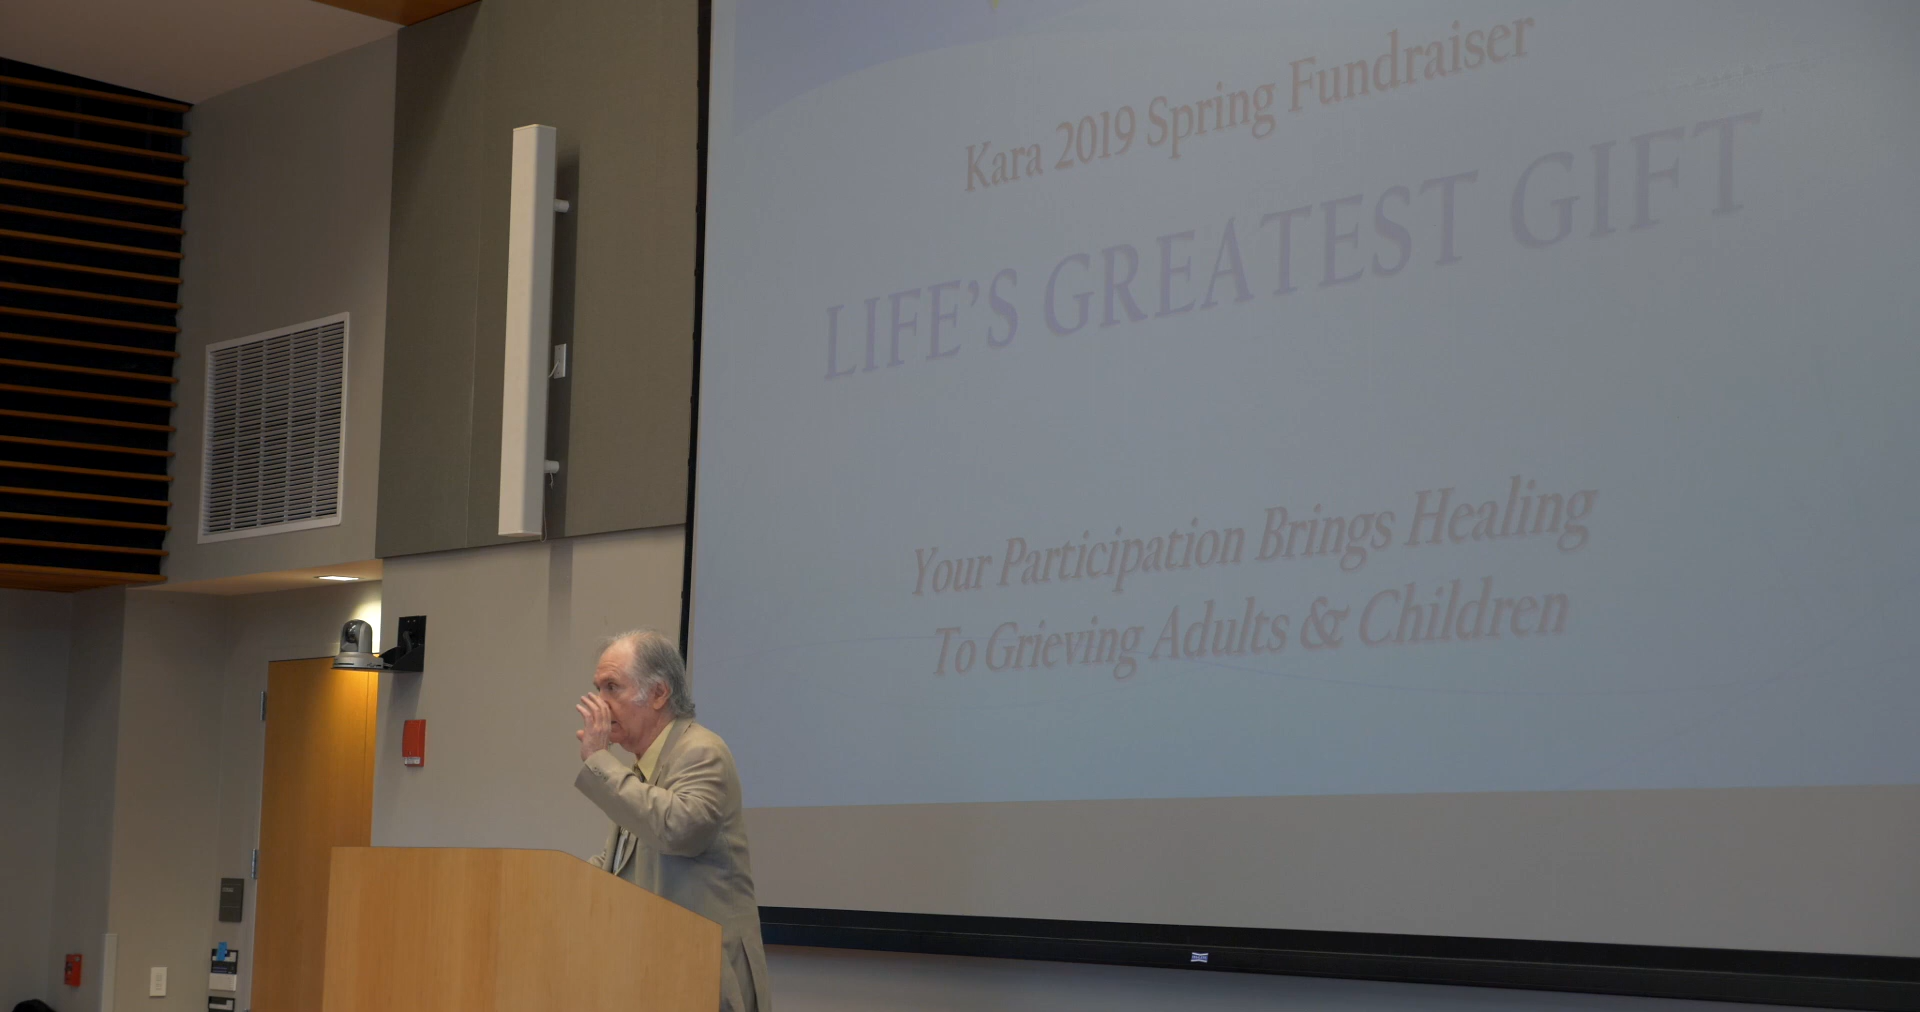 Kara 2019 Spring Fundraiser
LIFE'S GREATEST GIFT
Your Participation Brings Healing
To Grieving Adults & Children